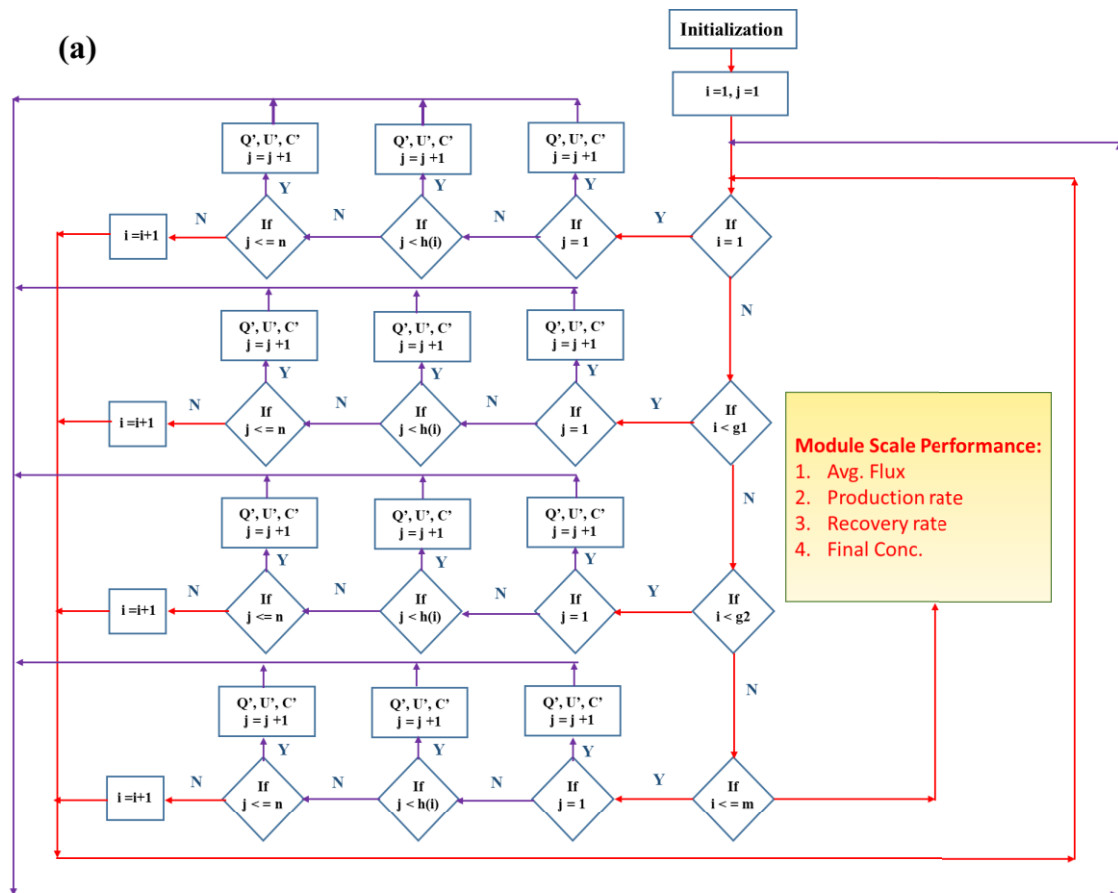 (a)
Initialization
i =1, j =1
Q’, U’, C’
j = j +1
Q’, U’, C’
j = j +1
Q’, U’, C’
j = j +1
Y
Y
Y
i =i+1
N
If
j <= n
N
If
j < h(i)
N
If
j = 1
Y
If
i = 1
N
Q’, U’, C’
j = j +1
Q’, U’, C’
j = j +1
Q’, U’, C’
j = j +1
Y
Y
Y
i =i+1
N
If
j <= n
N
If
j < h(i)
N
If
j = 1
Y
If
i < g1
N
Module Scale Performance:
1. Avg. Flux
2. Production rate
3. Recovery rate
4. Final Conc.
Q’, U’, C’
j = j +1
Q’, U’, C’
j = j +1
Q’, U’, C’
j = j +1
Y
Y
Y
i =i+1
N
If
j <= n
N
If
j < h(i)
N
If
j = 1
Y
If
i < g2
N
Q’, U’, C’
j = j +1
Q’, U’, C’
j = j +1
Q’, U’, C’
j = j +1
Y
Y
Y
i =i+1
N
If
j <= n
N
If
j < h(i)
N
If
j = 1
Y
If
i <= m